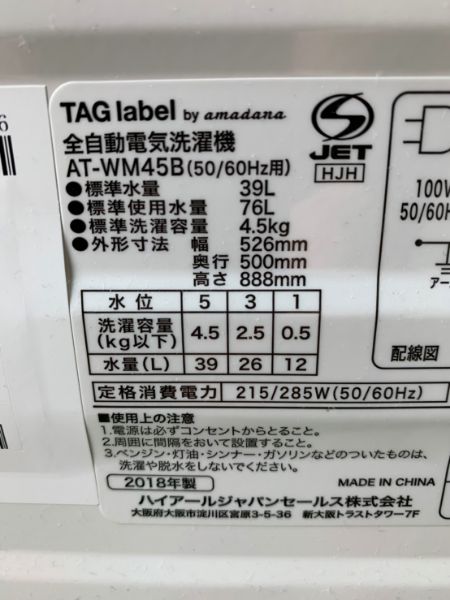 6
TAG label by amadana
全自動電気洗濯機
AT-WM45B(50/60Hz用)
S
JET
HJH
●標準水量 39L
●標準使用水量 76L
●標準洗濯容量 4.5kg
●外形寸法 幅 526mm
奥行 500mm
高さ 888mm
100V
50/60H
アー
配線図
水位 5 3 1
洗濯容量(kg以下) 4.5 2.5 0.5
水量(L) 39 26 12
定格消費電力 215/285W(50/60Hz)
■使用上の注意
1.電源は必ずコンセントからとること。
2.周囲に間隔をおいて設置すること。
3.ベンジン・灯油・シンナー・ガソリンなどのついたものは、
洗濯や脱水をしないでください。
2018年製 MADE IN CHINA
ハイアールジャパンセールス株式会社
大阪府大阪市淀川区宮原3-5-36 新大阪トラストタワー7F